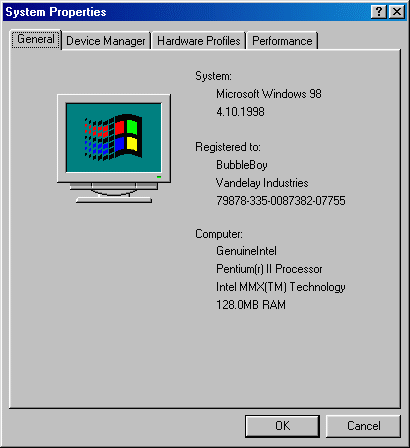 System Properties
General
Device Manager
Hardware Profiles
Performance
System:
Microsoft Windows 98
4.10.1998
Registered to:
BubbleBoy
Vandelay Industries
79878-335-0087382-07755
Computer:
GenuineIntel
Pentium(r) II Processor
Intel MMX(TM) Technology
128.0MB RAM
OK
Cancel